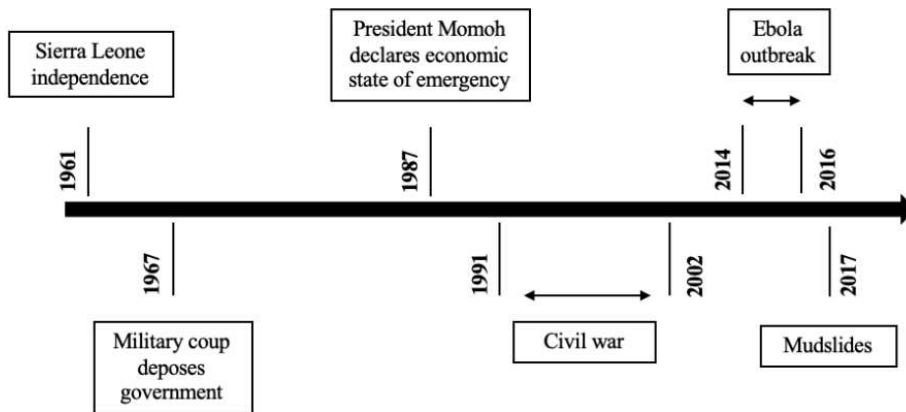 Sierra Leone
independence
President Momoh
declares economic
state of emergency
Ebola
outbreak
1961
1987
2014
2016
1967
1991
2002
2017
Military coup
deposes
government
Civil war
Mudslides